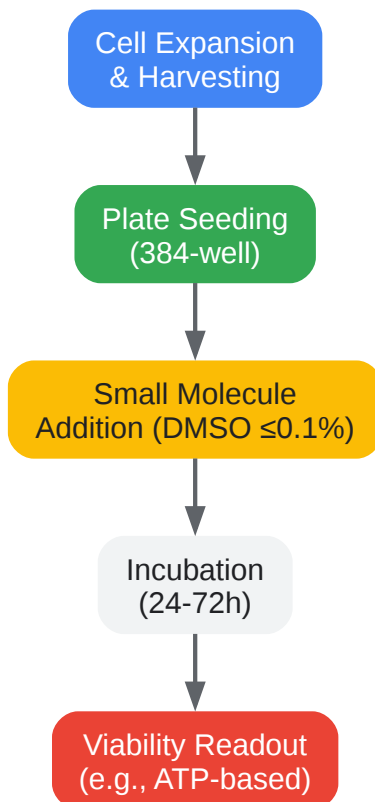 Cell Expansion
& Harvesting
Plate Seeding
(384-well)
Small Molecule
Addition (DMSO ≤0.1%)
Incubation
(24-72h)
Viability Readout
(e.g., ATP-based)